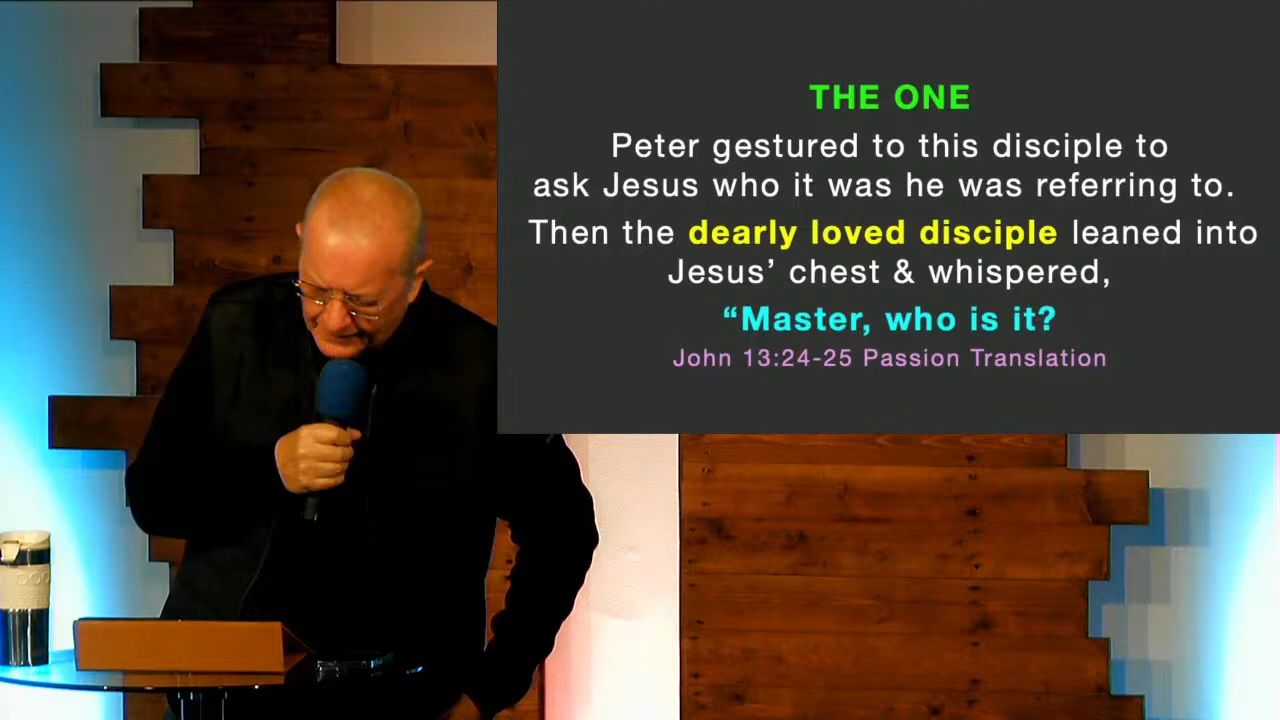 THE ONE
Peter gestured to this disciple to
ask Jesus who it was he was referring to.
Then the dearly loved disciple leaned into
Jesus’ chest & whispered,
“Master, who is it?
John 13:24-25 Passion Translation